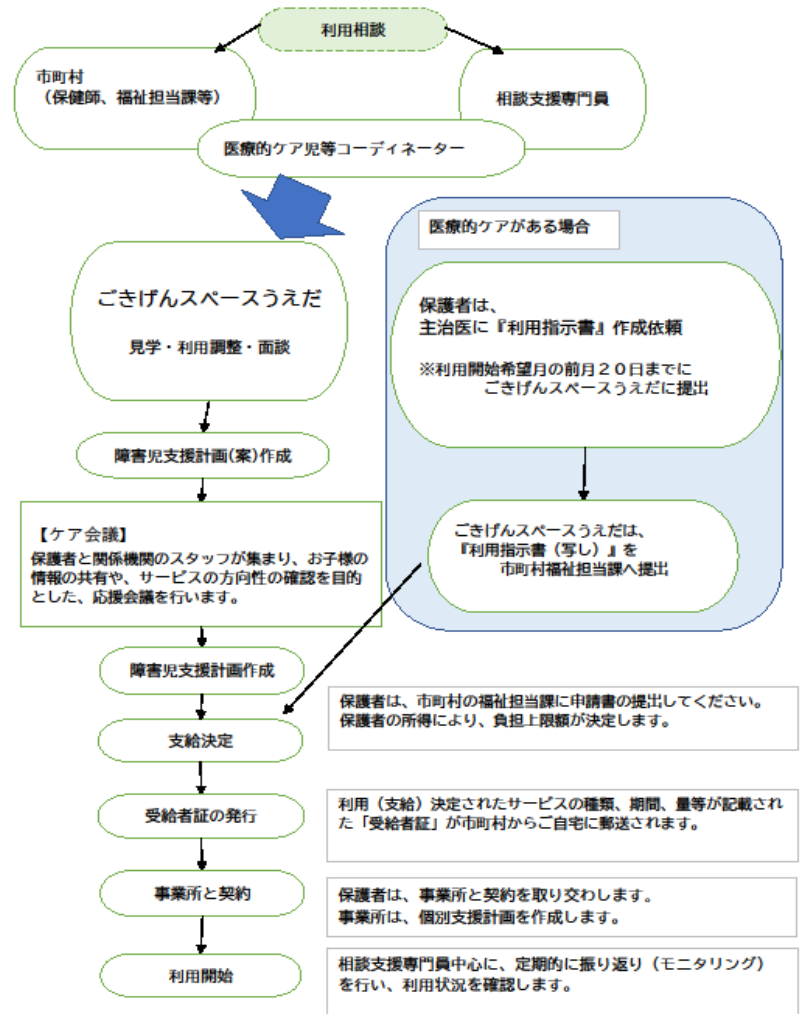 利用相談
市町村
（保健師、福祉担当課等）
相談支援専門員
医療的ケア児等コーディネーター
ごきげんスペースうえだ
見学・利用調整・面談
障害児支援計画(案)作成
【ケア会議】
保護者と関係機関のスタッフが集まり、お子様の
情報の共有や、サービスの方向性の確認を目的
とした、応援会議を行います。
障害児支援計画作成
医療的ケアがある場合
保護者は、
主治医に『利用指示書』作成依頼
※利用開始希望月の前月２０日までに
ごきげんスペースうえだに提出
ごきげんスペースうえだは、
『利用指示書（写し）』を
市町村福祉担当課へ提出
支給決定
保護者は、市町村の福祉担当課に申請書の提出してください。
保護者の所得により、負担上限額が決定します。
受給者証の発行
利用（支給）決定されたサービスの種類、期間、量等が記載され
た「受給者証」が市町村からご自宅に郵送されます。
事業所と契約
保護者は、事業所と契約を取り交わします。
事業所は、個別支援計画を作成します。
利用開始
相談支援専門員中心に、定期的に振り返り（モニタリング）
を行い、利用状況を確認します。